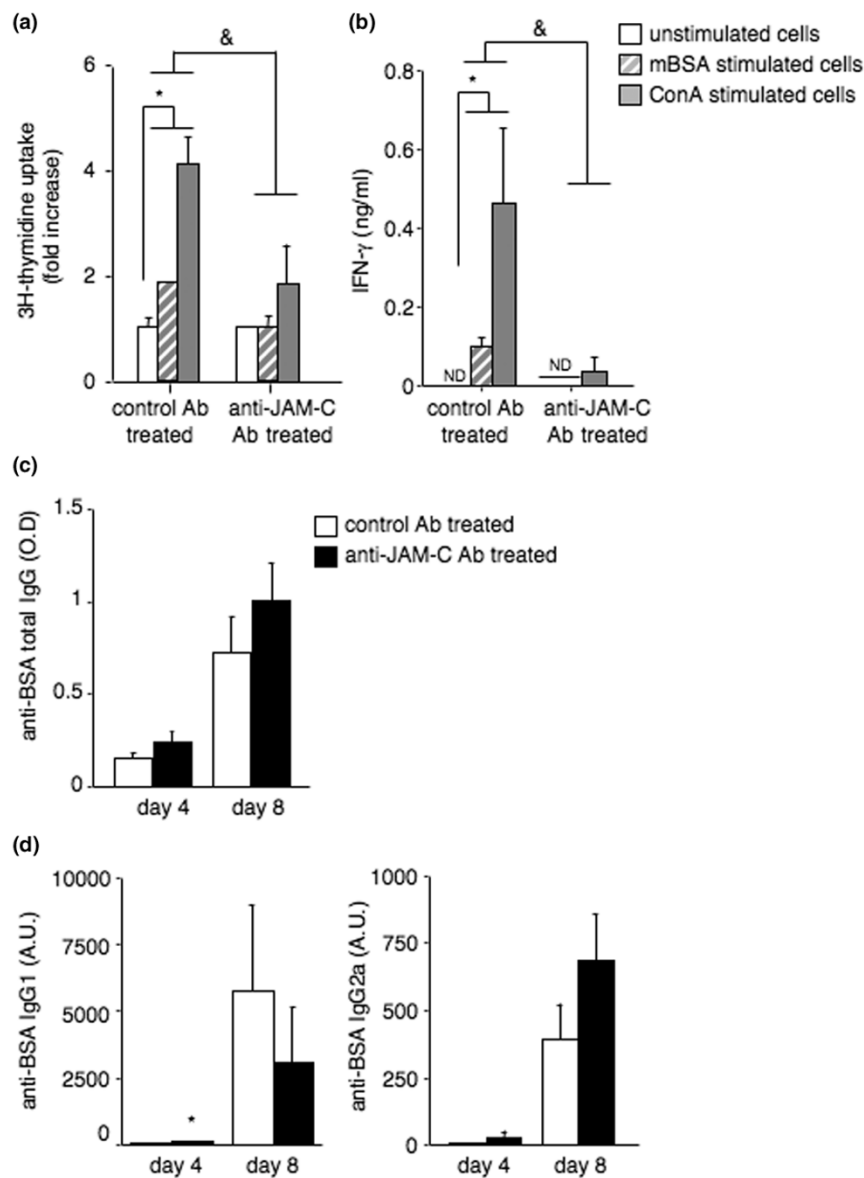 (a)
&
*
6
4
2
0
3H-thymidine uptake
(fold increase)
control Ab
treated
anti-JAM-C
Ab treated
(b)
&
*
0.8
0.6
0.4
0.2
0
IFN-γ (ng/ml)
ND
ND
control Ab
treated
anti-JAM-C
Ab treated
unstimulated cells
mBSA stimulated cells
ConA stimulated cells
(c)
1.5
1
0.5
0
anti-BSA total IgG (O.D)
day 4
day 8
control Ab treated
anti-JAM-C Ab treated
(d)
10000
7500
5000
2500
0
anti-BSA IgG1 (A.U.)
*
day 4
day 8
1000
750
500
250
0
anti-BSA IgG2a (A.U.)
*
day 4
day 8